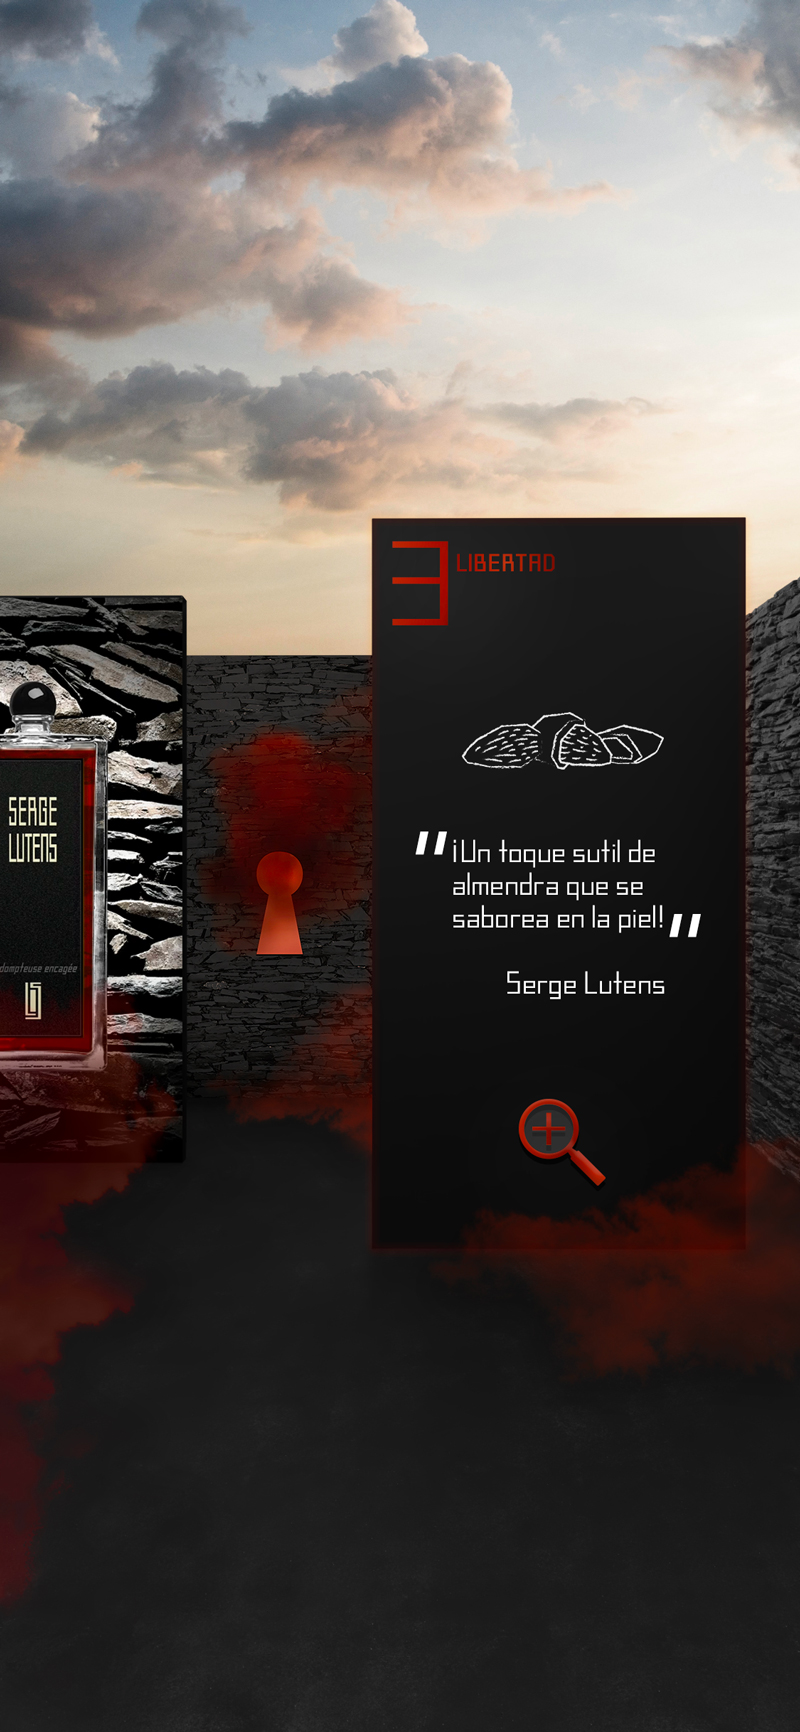 3 LIBERTAD
SERGE
LUTENS
dompteuse encagée
"¡Un toque sutil de
almendra que se
saborea en la piel!"
Serge Lutens